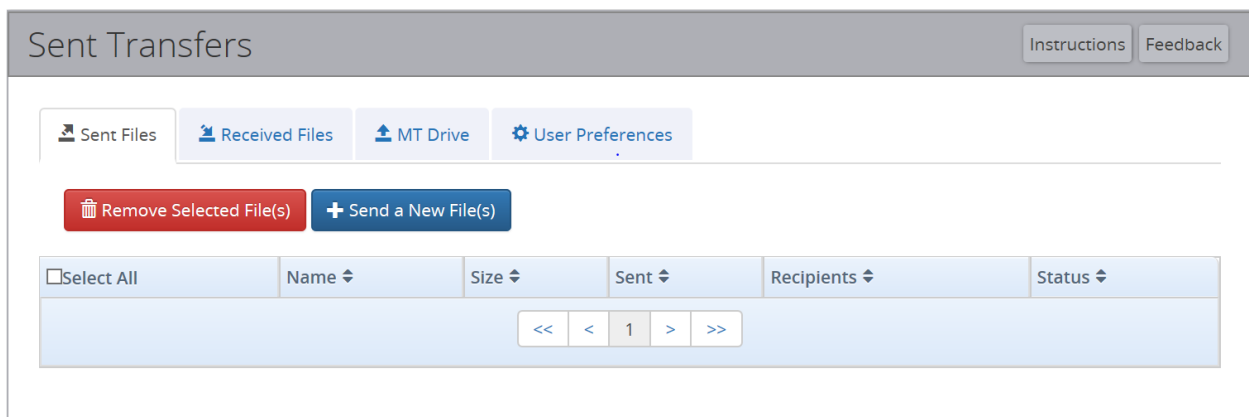 Sent Transfers Instructions Feedback
Sent Files Received Files MT Drive User Preferences
Remove Selected File(s) Send a New File(s)
Select All Name Size Sent Recipients Status
<< < 1 > >>